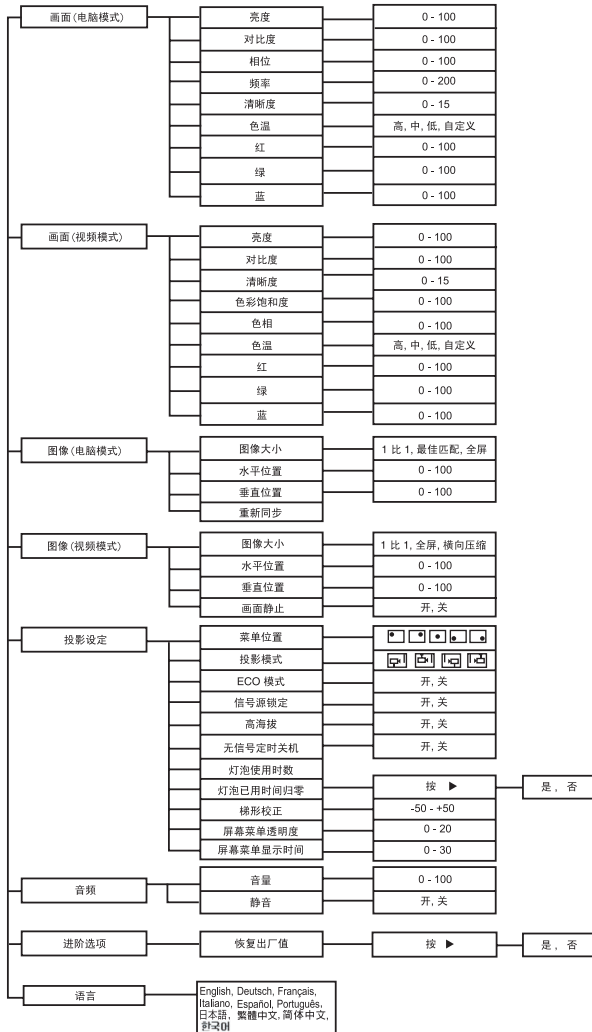 画面(电脑模式) 亮度 0 - 100
对比度 0 - 100
相位 0 - 100
频率 0 - 200
清晰度 0 - 15
色温 高, 中, 低, 自定义
红 0 - 100
绿 0 - 100
蓝 0 - 100
画面(视频模式) 亮度 0 - 100
对比度 0 - 100
清晰度 0 - 15
色彩饱和度 0 - 100
色相 0 - 100
色温 高, 中, 低, 自定义
红 0 - 100
绿 0 - 100
蓝 0 - 100
图像(电脑模式) 图像大小 1 比 1, 最佳匹配, 全屏
水平位置 0 - 100
垂直位置 0 - 100
重新同步
图像(视频模式) 图像大小 1 比 1, 全屏, 横向压缩
水平位置 0 - 100
垂直位置 0 - 100
画面静止 开, 关
投影设定 菜单位置
投影模式
ECO 模式 开, 关
信号源锁定 开, 关
高海拔 开, 关
无信号定时关机 开, 关
灯泡使用时数
灯泡已用时间归零 按 ▶ 是, 否
梯形校正 -50 - +50
屏幕菜单透明度 0 - 20
屏幕菜单显示时间 0 - 30
音频 音量 0 - 100
静音 开, 关
进阶选项 恢复出厂值 按 ▶ 是, 否
语言 English, Deutsch, Français,
Italiano, Español, Português,
日本語, 繁體中文, 简体中文,
한국어